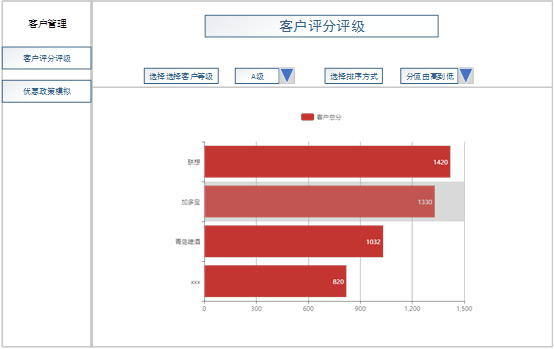 客户管理
客户评分评级
优惠政策模拟
客户评分评级
选择选择客户等级
A级
选择排序方式
分值由高到低
客户总分
联想
1420
加多宝
1330
青岛啤酒
1032
xxx
820
0
300
600
900
1,200
1,500